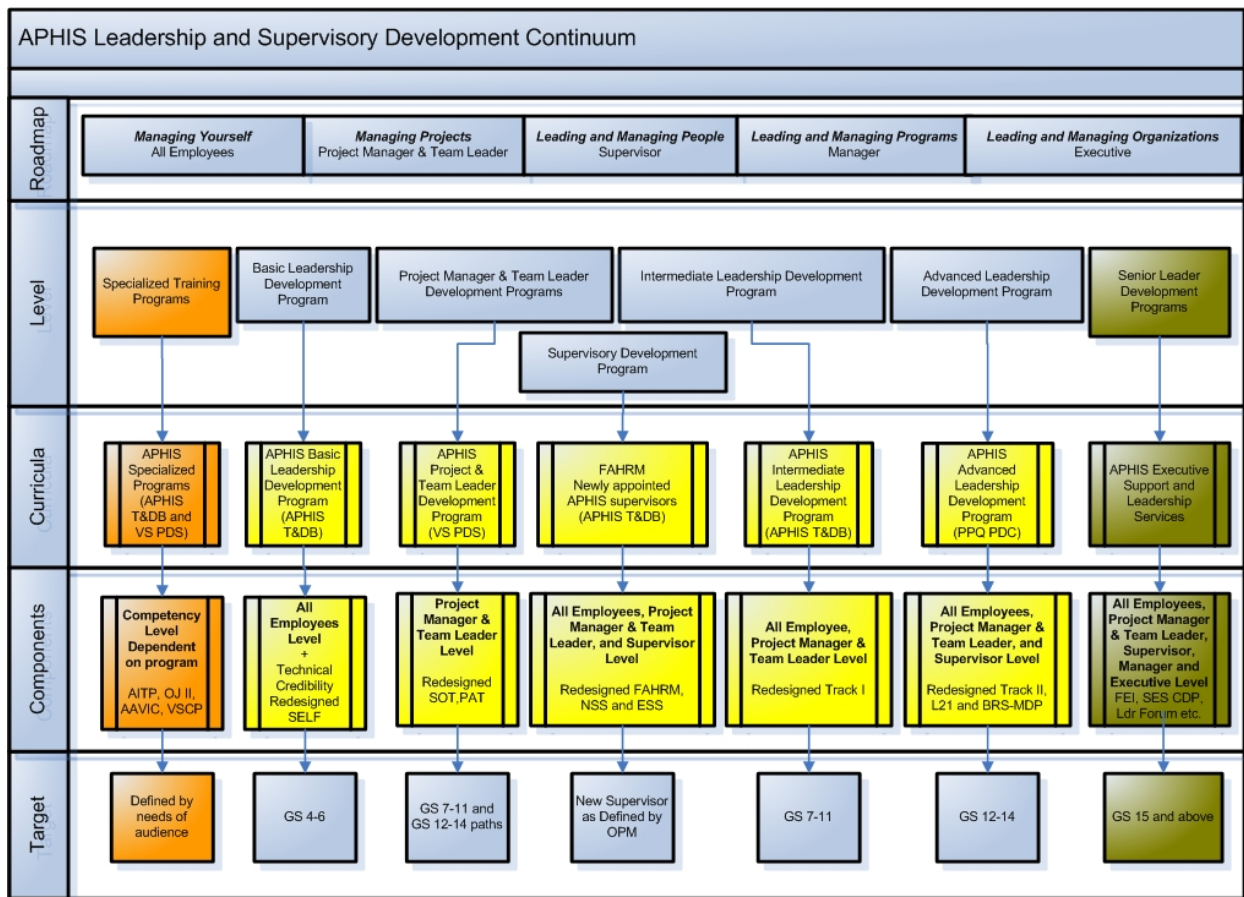 APHIS Leadership and Supervisory Development Continuum
Roadmap
Managing Yourself
All Employees
Managing Projects
Project Manager & Team Leader
Leading and Managing People
Supervisor
Leading and Managing Programs
Manager
Leading and Managing Organizations
Executive
Level
Specialized Training
Programs
Basic Leadership
Development
Program
Project Manager & Team Leader
Development Programs
Intermediate Leadership Development
Program
Advanced Leadership
Development Program
Senior Leader
Development
Programs
Supervisory Development
Program
Curricula
APHIS
Specialized
Programs
(APHIS
T&DB and
VS PDS)
APHIS Basic
Leadership
Development
Program
(APHIS
T&DB)
APHIS
Project &
Team Leader
Development
Program
(VS PDS)
FAHRM
Newly appointed
APHIS supervisors
(APHIS T&DB)
APHIS
Intermediate
Leadership
Development
Program
(APHIS T&DB)
APHIS
Advanced
Leadership
Development
Program
(PPQ PDC)
APHIS Executive
Support and
Leadership
Services
Components
Competency
Level
Dependent
on program
AITP, OJ II,
AAVIC, VSCP
All
Employees
Level
+
Technical
Credibility
Redesigned
SELF
Project
Manager &
Team Leader
Level
Redesigned
SOT,PAT
All Employees, Project
Manager & Team
Leader, and Supervisor
Level
Redesigned FAHRM,
NSS and ESS
All Employee,
Project Manager &
Team Leader Level
Redesigned Track I
All Employees,
Project Manager
& Team Leader, and
Supervisor Level
Redesigned Track II,
L21 and BRS-MDP
All Employees,
Project Manager
& Team Leader,
Supervisor,
Manager and
Executive Level
FEI, SES CDP,
Ldr Forum etc.
Target
Defined by
needs of
audience
GS 4-6
GS 7-11 and
GS 12-14 paths
New Supervisor
as Defined by
OPM
GS 7-11
GS 12-14
GS 15 and above